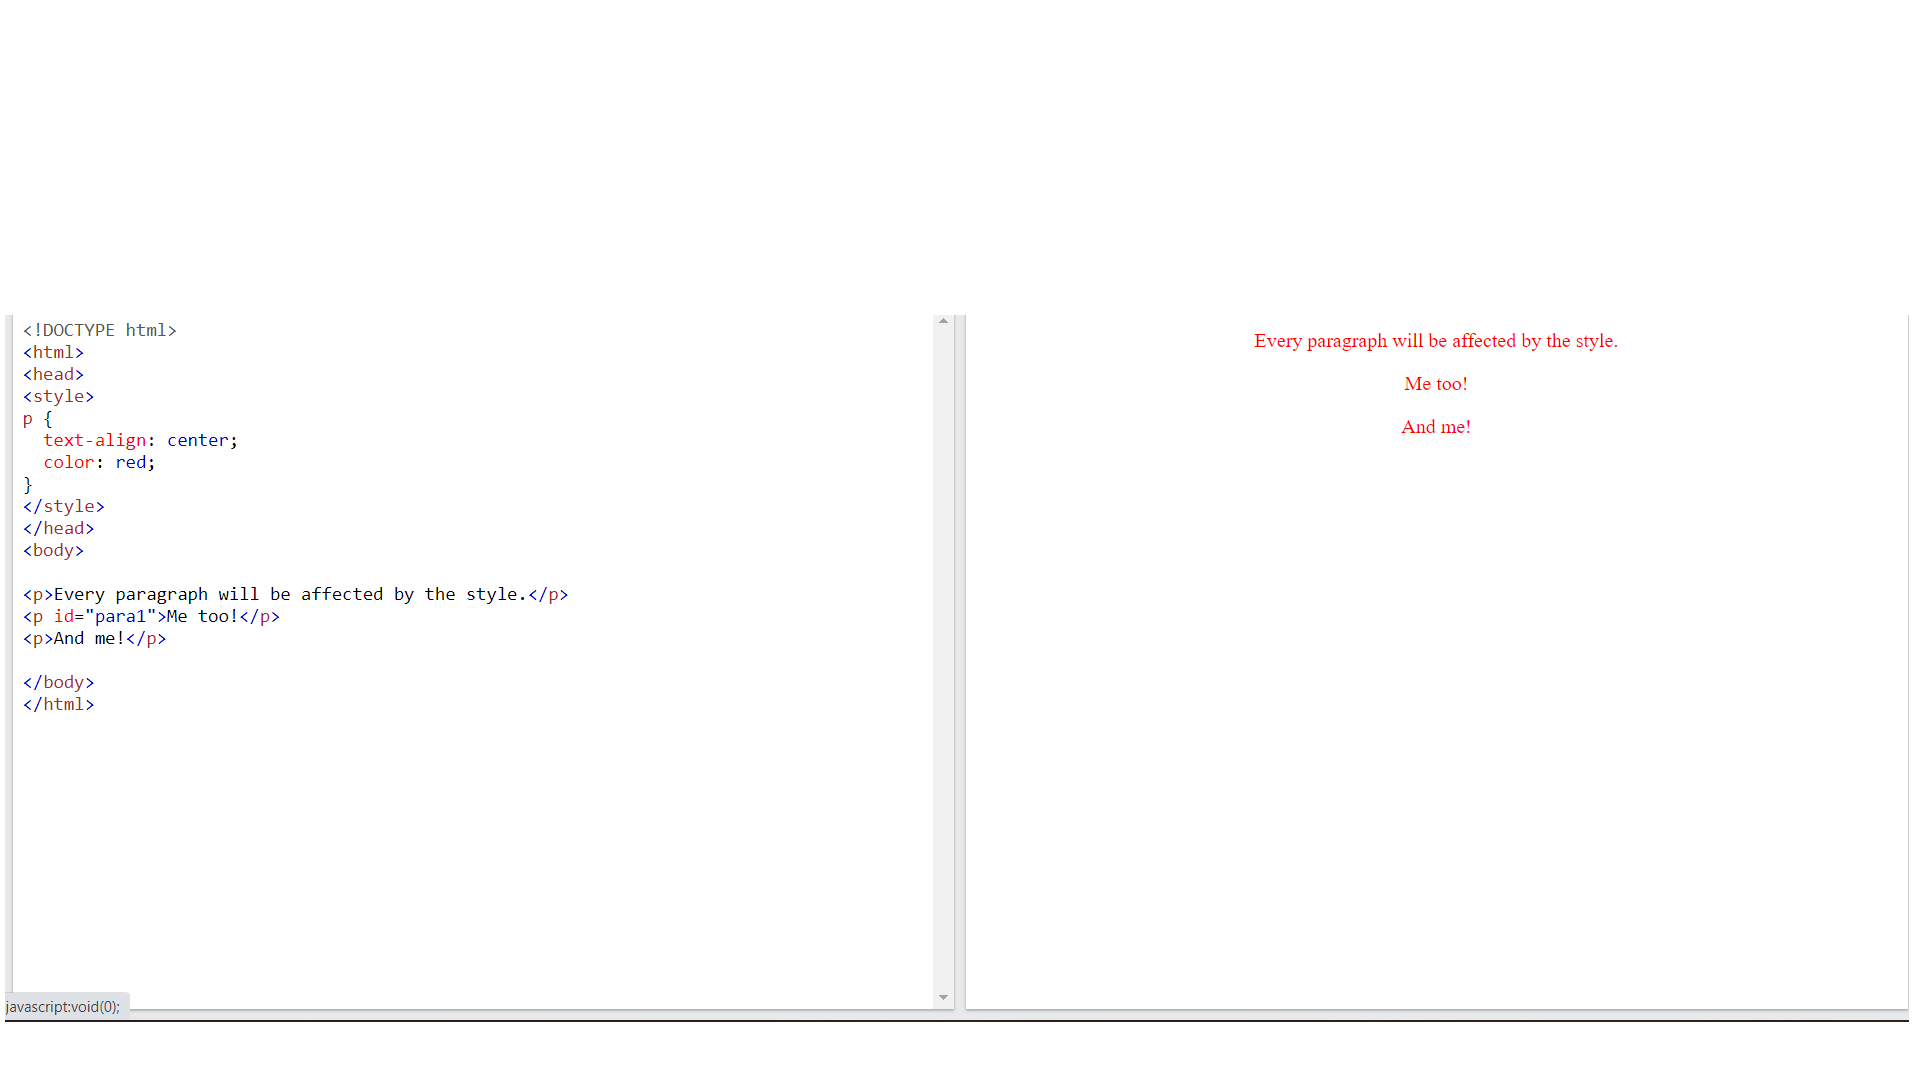 <!DOCTYPE html>
<html>
<head>
<style>
p {
  text-align: center;
  color: red;
}
</style>
</head>
<body>

<p>Every paragraph will be affected by the style.</p>
<p id="para1">Me too!</p>
<p>And me!</p>

</body>
</html>
javascript:void(0);
Every paragraph will be affected by the style.
Me too!
And me!